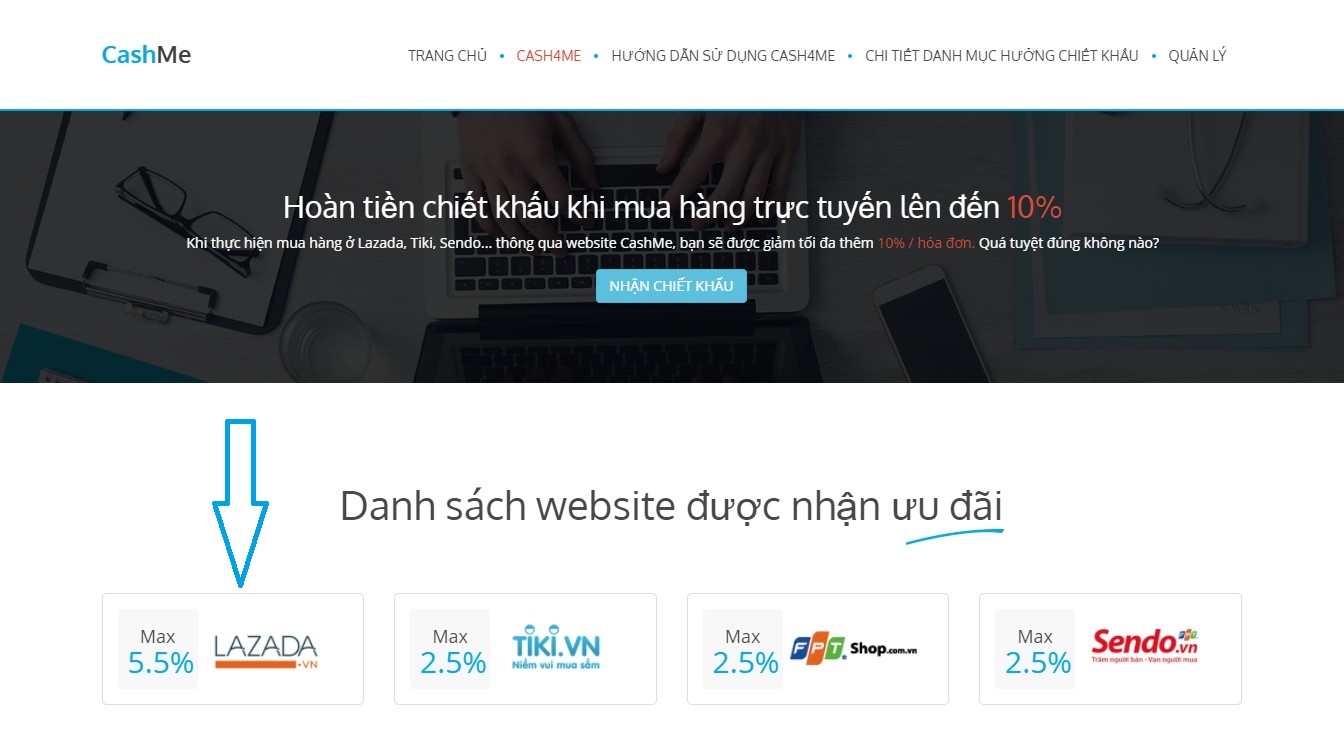 CashMe
TRANG CHỦ • CASH4ME • HƯỚNG DẪN SỬ DỤNG CASH4ME • CHI TIẾT DANH MỤC HƯỞNG CHIẾT KHẤU • QUẢN LÝ
Hoàn tiền chiết khấu khi mua hàng trực tuyến lên đến 10%
Khi thực hiện mua hàng ở Lazada, Tiki, Sendo... thông qua website CashMe, bạn sẽ được giảm tối đa thêm 10% / hóa đơn. Quá tuyệt đúng không nào?
NHẬN CHIẾT KHẤU
Danh sách website được nhận ưu đãi
Max
5.5%
LAZADA
.VN
Max
2.5%
TiKi.VN
Niềm vui mua sắm
Max
2.5%
FPT Shop.com.vn
Max
2.5%
Sendo.vn
FPT
Trăm người bán - Vạn người mua